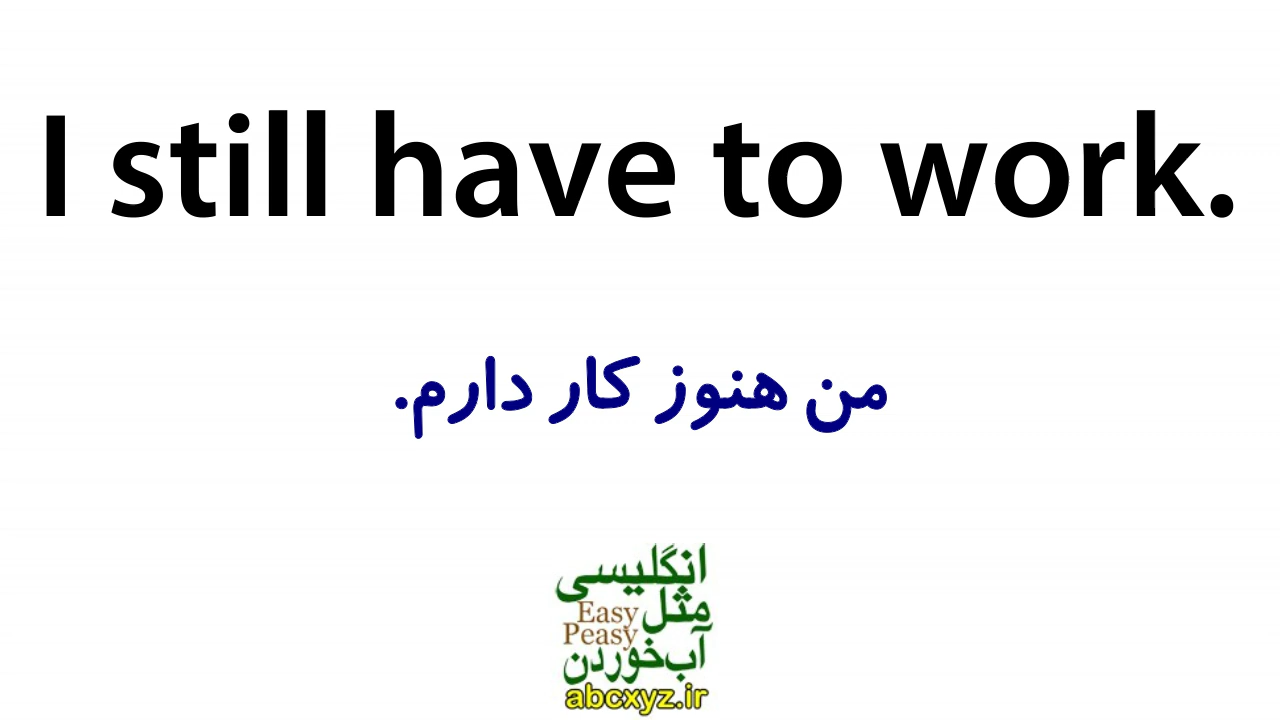 I still have to work.
من هنوز کار دارم.
انگلیسی
مثل
Easy
Peasy
آب‌خوردن
abcxyz.ir